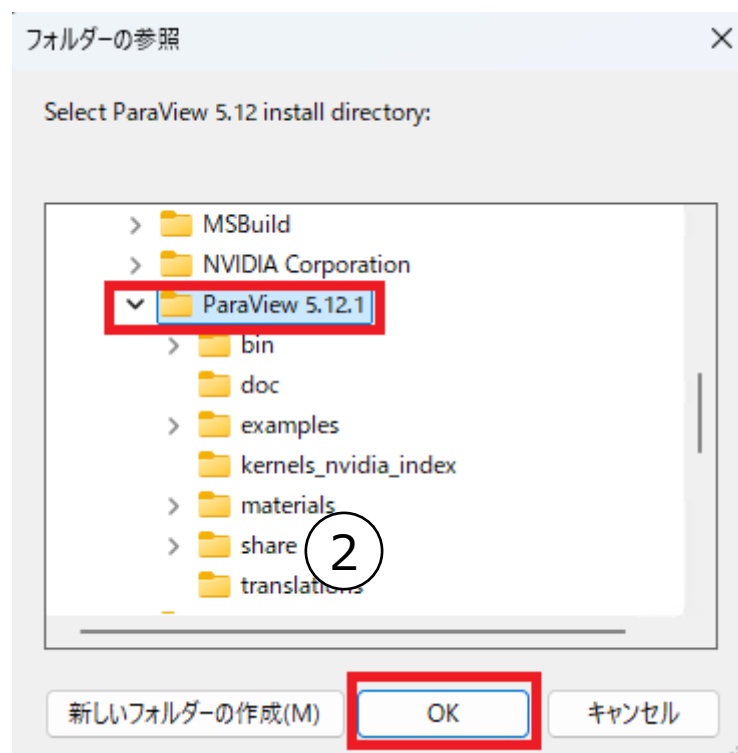 フォルダーの参照
Select ParaView 5.12 install directory:
MSBuild
NVIDIA Corporation
ParaView 5.12.1
bin
doc
examples
kernels_nvidia_index
materials
share
2
translations
新しいフォルダーの作成(M)
OK
キャンセル